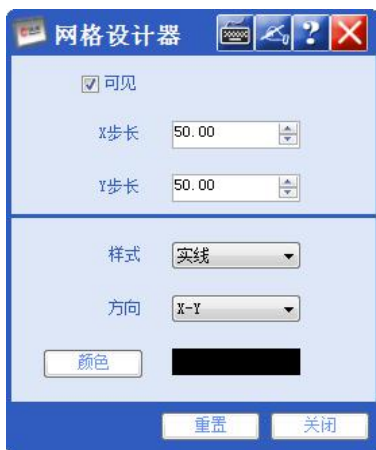 网格设计器
可见
X步长 50.00
Y步长 50.00
样式 实线
方向 X-Y
颜色
重置 关闭